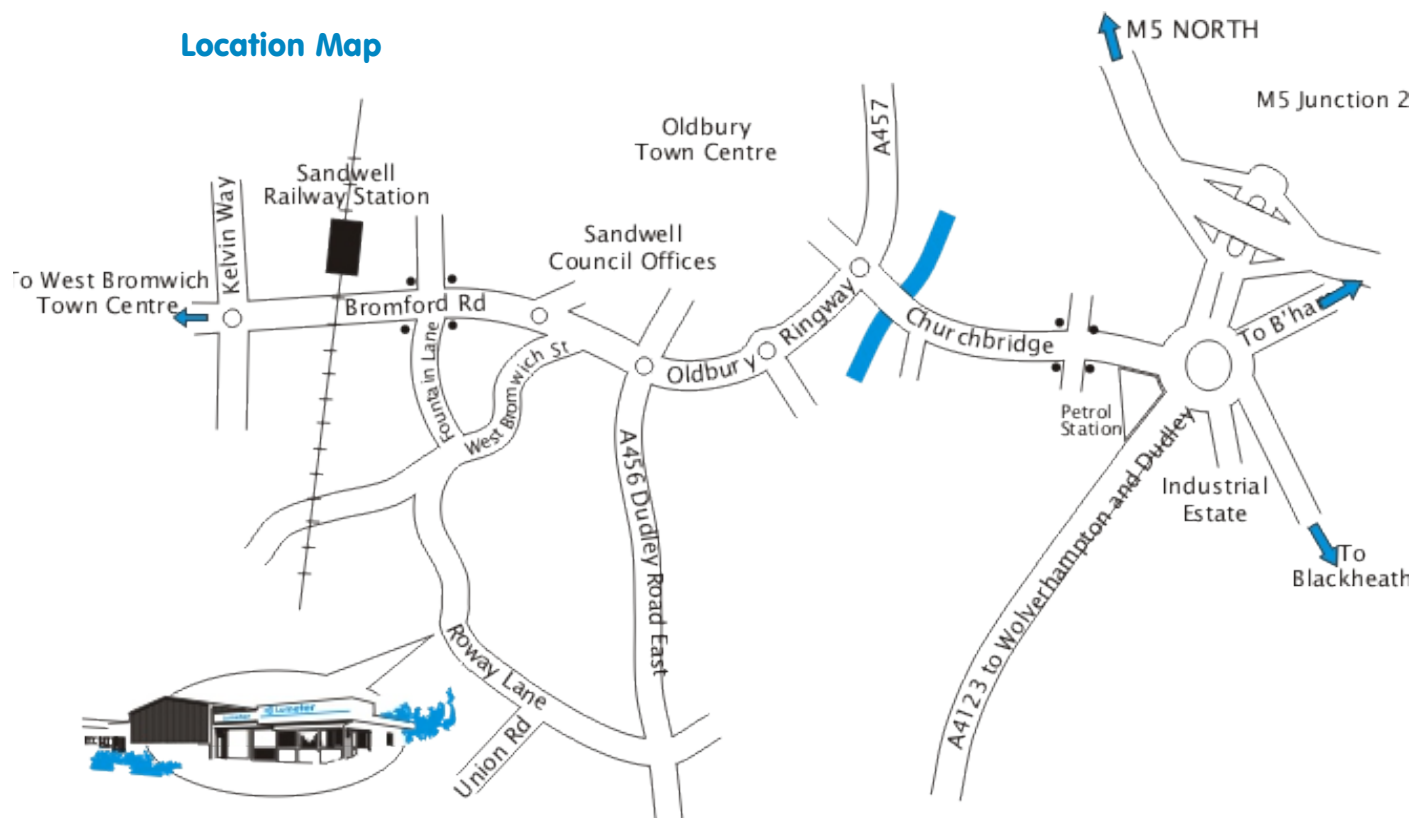 Location Map
M5 NORTH
M5 Junction 2
Oldbury
Town Centre
A457
Sandwell
Railway Station
Kelvin Way
Sandwell
Council Offices
To West Bromwich
Town Centre
Bromford Rd
Ringway
Churchbridge
To B'ham
Fountain Lane
West Bromwich St
Oldbury
Petrol
Station
A456 Dudley Road East
A4123 to Wolverhampton and Dudley
Industrial
Estate
To
Blackheath
Roway Lane
Union Rd